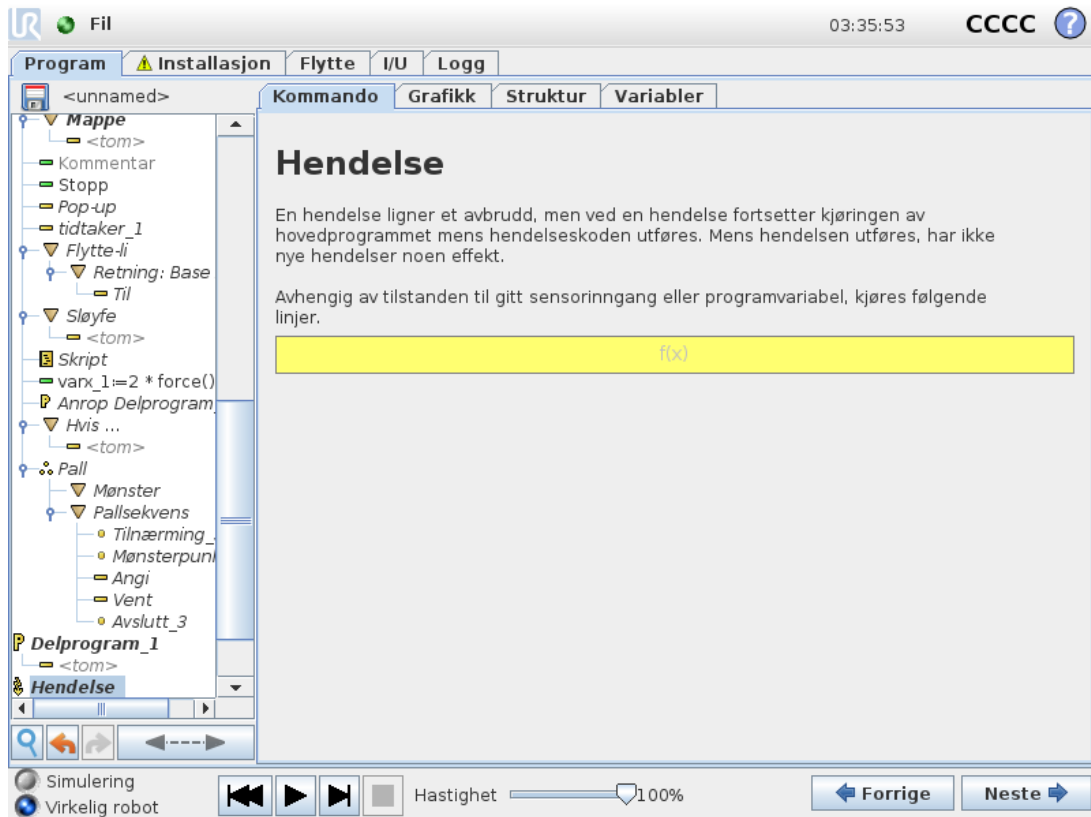 Fil
03:35:53
CCCC
?
Program
Installasjon
Flytte
I/U
Logg
<unnamed>
Kommando
Grafikk
Struktur
Variabler
Mappe
<tom>
Kommentar
Stopp
Pop-up
tidtaker_1
Flytte-li
Retning: Base
Til
Sløyfe
<tom>
Skript
varx_1:=2 * force()
Anrop Delprogram_
Hvis ...
<tom>
Pall
Mønster
Pallsekvens
Tilnærming_
Mønsterpunk
Angi
Vent
Avslutt_3
Delprogram_1
<tom>
Hendelse
Hendelse
En hendelse ligner et avbrudd, men ved en hendelse fortsetter kjøringen av
hovedprogrammet mens hendelseskoden utføres. Mens hendelsen utføres, har ikke
nye hendelser noen effekt.
Avhengig av tilstanden til gitt sensorinngang eller programvariabel, kjøres følgende
linjer.
f(x)
Simulering
Virkelig robot
Hastighet
100%
Forrige
Neste